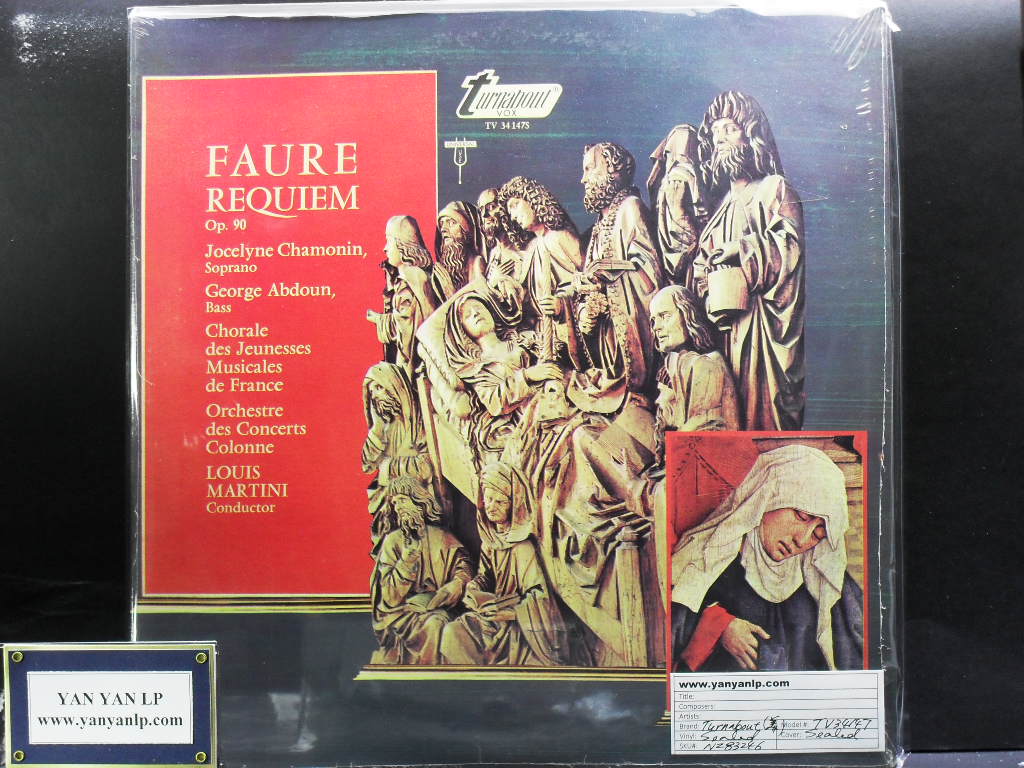 turnabout
VOX
TV 34147S
UNIVERSAL
FAURE
REQUIEM
Op. 90
Jocelyne Chamonin,
Soprano
George Abdoun,
Bass
Chorale
des Jeunesses
Musicales
de France
Orchestre
des Concerts
Colonne
LOUIS
MARTINI
Conductor
YAN YAN LP
www.yanyanlp.com
www.yanyanlp.com
Title:
Composers:
Artists:
Brand: Turnabout Model #: TV34147
Vinyl: Sealed Cover: Sealed
SKU#: NZ83246